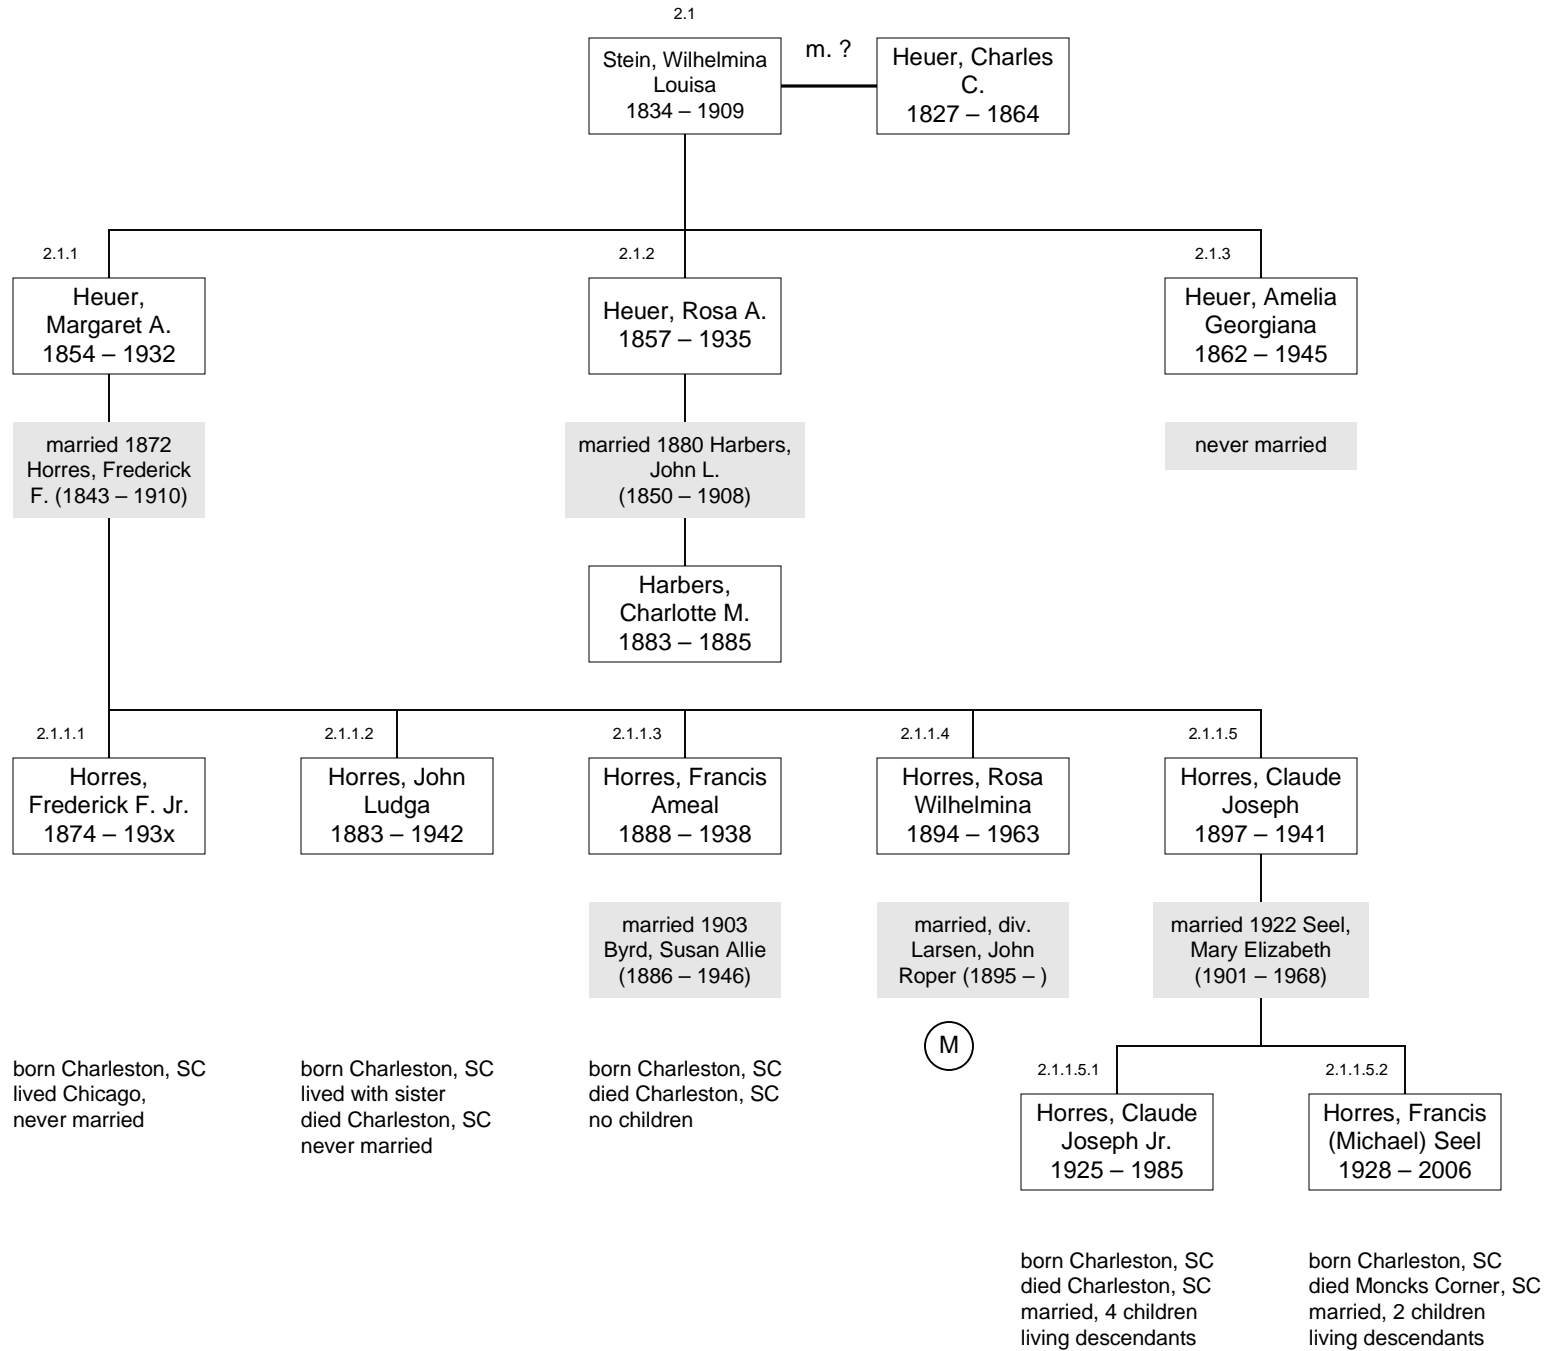 2.1
Stein, Wilhelmina
Louisa
1834 – 1909
m. ?
Heuer, Charles
C.
1827 – 1864
2.1.1
Heuer,
Margaret A.
1854 – 1932
2.1.2
Heuer, Rosa A.
1857 – 1935
2.1.3
Heuer, Amelia
Georgiana
1862 – 1945
married 1872
Horres, Frederick
F. (1843 – 1910)
married 1880 Harbers,
John L.
(1850 – 1908)
never married
Harbers,
Charlotte M.
1883 – 1885
2.1.1.1
Horres,
Frederick F. Jr.
1874 – 193x
2.1.1.2
Horres, John
Ludga
1883 – 1942
2.1.1.3
Horres, Francis
Ameal
1888 – 1938
2.1.1.4
Horres, Rosa
Wilhelmina
1894 – 1963
2.1.1.5
Horres, Claude
Joseph
1897 – 1941
married 1903
Byrd, Susan Allie
(1886 – 1946)
married, div.
Larsen, John
Roper (1895 – )
married 1922 Seel,
Mary Elizabeth
(1901 – 1968)
born Charleston, SC
lived Chicago,
never married
born Charleston, SC
lived with sister
died Charleston, SC
never married
born Charleston, SC
died Charleston, SC
no children
M
2.1.1.5.1
Horres, Claude
Joseph Jr.
1925 – 1985
2.1.1.5.2
Horres, Francis
(Michael) Seel
1928 – 2006
born Charleston, SC
died Charleston, SC
married, 4 children
living descendants
born Charleston, SC
died Moncks Corner, SC
married, 2 children
living descendants